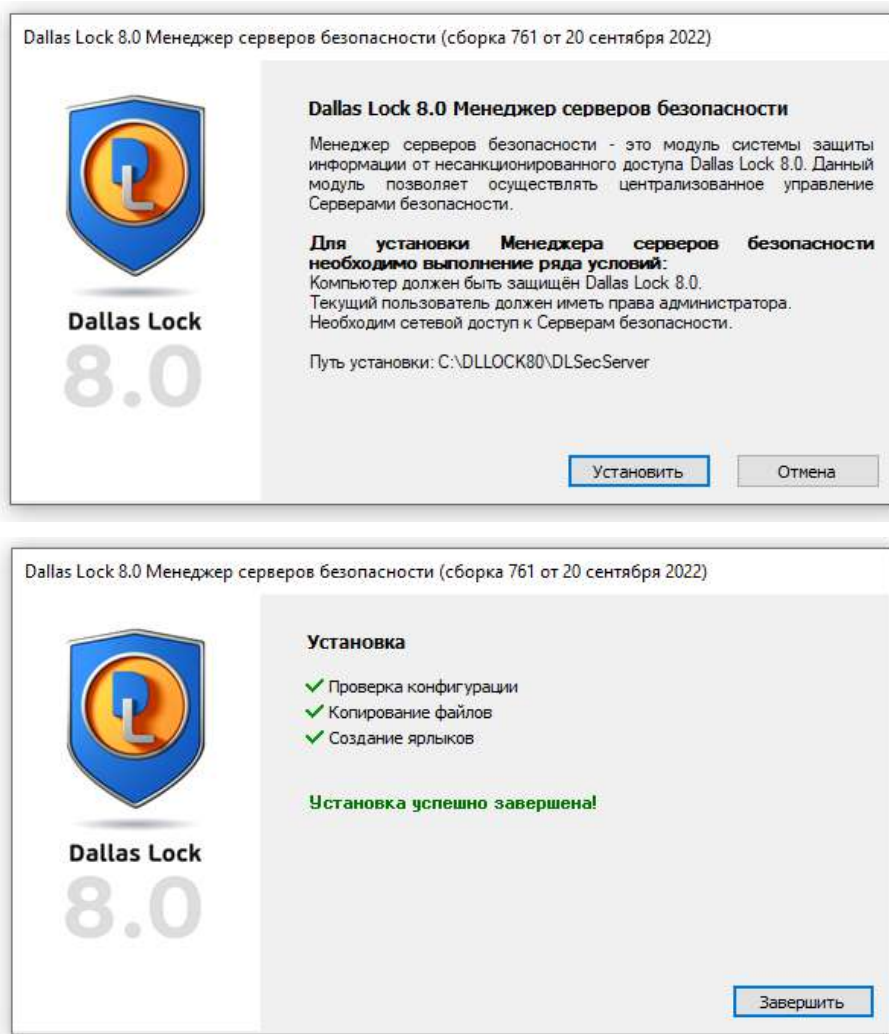 Dallas Lock 8.0 Менеджер серверов безопасности (сборка 761 от 20 сентября 2022)
Dallas Lock 8.0 Менеджер серверов безопасности
Менеджер серверов безопасности - это модуль системы защиты
информации от несанкционированного доступа Dallas Lock 8.0. Данный
модуль позволяет осуществлять централизованное управление
Серверами безопасности.
Для установки Менеджера серверов безопасности
необходимо выполнение ряда условий:
Компьютер должен быть защищён Dallas Lock 8.0.
Текущий пользователь должен иметь права администратора.
Необходим сетевой доступ к Серверам безопасности.
Путь установки: C:\DLLOCK80\DLSecServer
DL
Dallas Lock
8.0
Установить
Отмена
Dallas Lock 8.0 Менеджер серверов безопасности (сборка 761 от 20 сентября 2022)
Установка
Проверка конфигурации
Копирование файлов
Создание ярлыков
Установка успешно завершена!
DL
Dallas Lock
8.0
Завершить